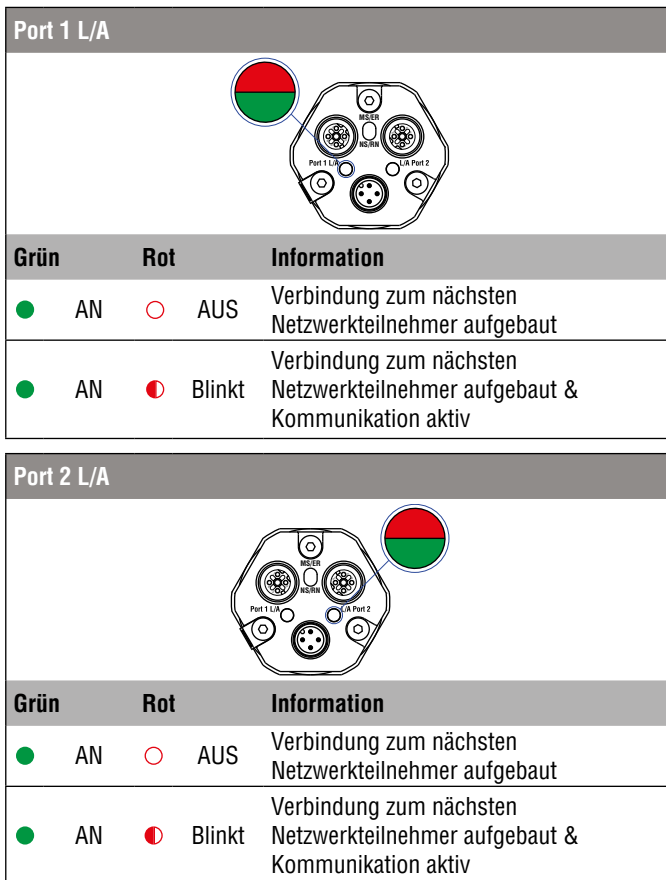 Port 1 L/A
MS/ER
NS/RN
Port 1 L/A
L/A Port 2
Grün Rot Information
AN AUS Verbindung zum nächsten
Netzwerkteilnehmer aufgebaut
AN Blinkt Verbindung zum nächsten
Netzwerkteilnehmer aufgebaut &
Kommunikation aktiv
Port 2 L/A
MS/ER
NS/RN
Port 1 L/A
L/A Port 2
Grün Rot Information
AN AUS Verbindung zum nächsten
Netzwerkteilnehmer aufgebaut
AN Blinkt Verbindung zum nächsten
Netzwerkteilnehmer aufgebaut &
Kommunikation aktiv